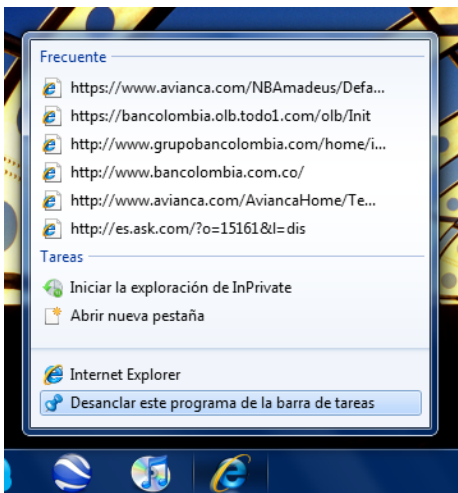 Frecuente
https://www.avianca.com/NBAmadeus/Defa...
https://bancolombia.olb.todo1.com/olb/Init
http://www.grupobancolombia.com/home/i...
http://www.bancolombia.com.co/
http://www.avianca.com/AviancaHome/Te...
http://es.ask.com/?o=15161&l=dis
Tareas
Iniciar la exploración de InPrivate
Abrir nueva pestaña
Internet Explorer
Desanclar este programa de la barra de tareas